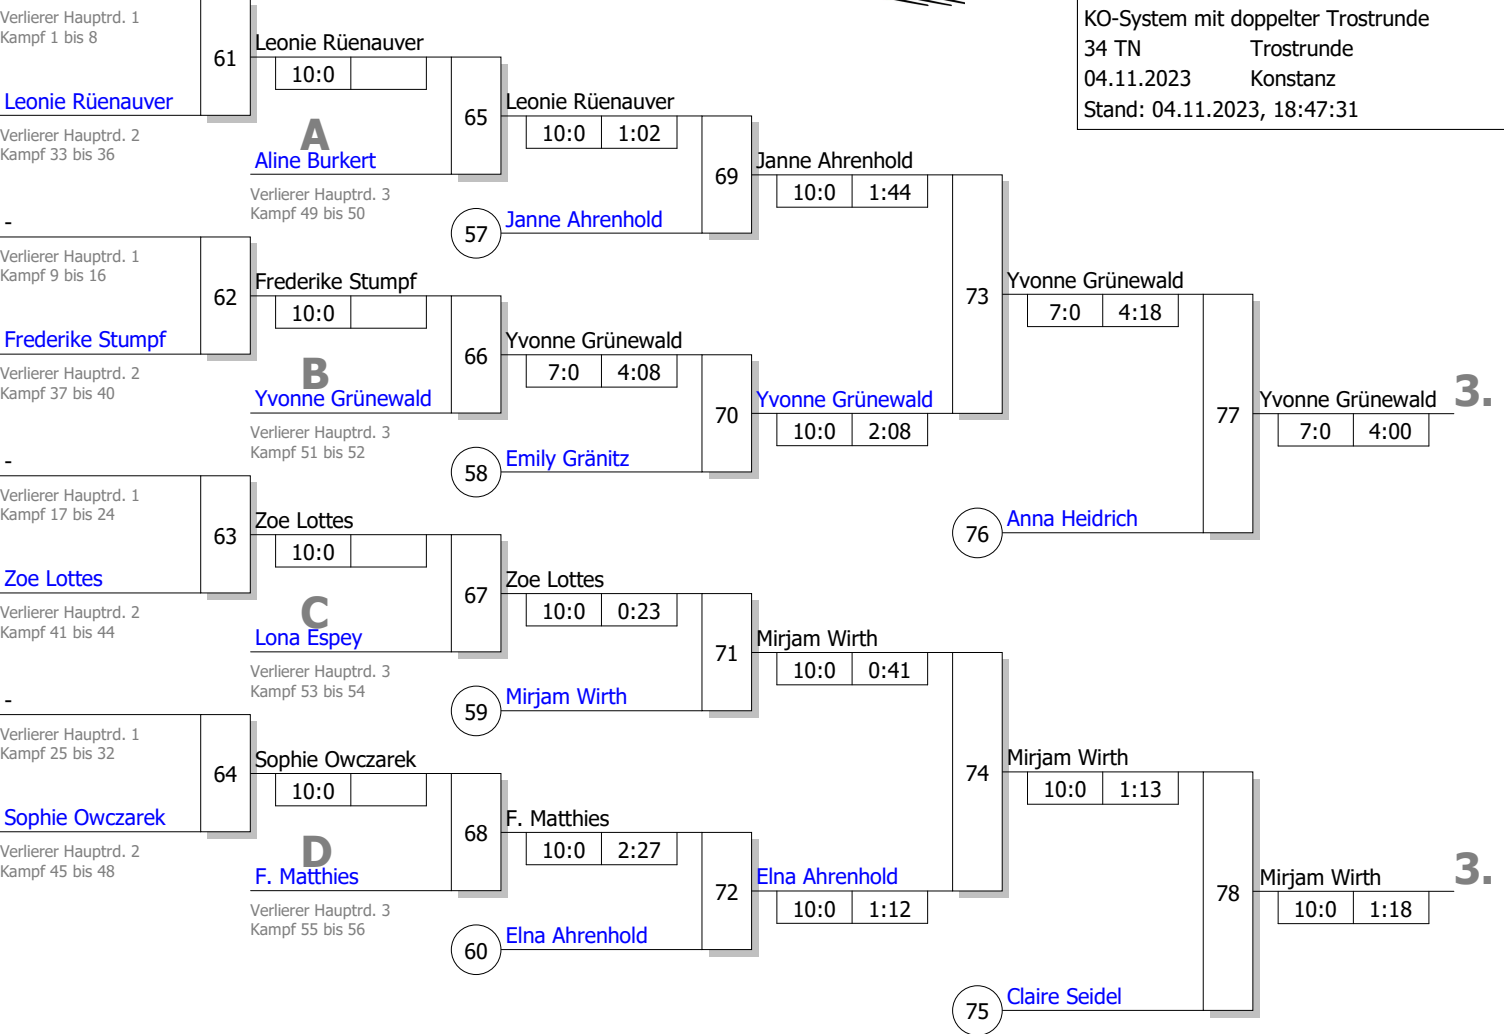 KO-System mit doppelter Trostrunde
34 TN Trostrunde
04.11.2023 Konstanz
Stand: 04.11.2023, 18:47:31
Verlierer Hauptrd. 1
Kampf 1 bis 8
61
Leonie Rüenauver
10:0
Leonie Rüenauver
Verlierer Hauptrd. 2
Kampf 33 bis 36
A
Aline Burkert
Verlierer Hauptrd. 3
Kampf 49 bis 50
65
Leonie Rüenauver
10:0 1:02
57
Janne Ahrenhold
69
Janne Ahrenhold
10:0 1:44
-
Verlierer Hauptrd. 1
Kampf 9 bis 16
62
Frederike Stumpf
10:0
Frederike Stumpf
Verlierer Hauptrd. 2
Kampf 37 bis 40
B
Yvonne Grünewald
Verlierer Hauptrd. 3
Kampf 51 bis 52
66
Yvonne Grünewald
7:0 4:08
58
Emily Gränitz
70
Yvonne Grünewald
10:0 2:08
73
Yvonne Grünewald
7:0 4:18
76
Anna Heidrich
77
Yvonne Grünewald
7:0 4:00
3.
-
Verlierer Hauptrd. 1
Kampf 17 bis 24
63
Zoe Lottes
10:0
Zoe Lottes
Verlierer Hauptrd. 2
Kampf 41 bis 44
C
Lona Espey
Verlierer Hauptrd. 3
Kampf 53 bis 54
67
Zoe Lottes
10:0 0:23
59
Mirjam Wirth
71
Mirjam Wirth
10:0 0:41
-
Verlierer Hauptrd. 1
Kampf 25 bis 32
64
Sophie Owczarek
10:0
Sophie Owczarek
Verlierer Hauptrd. 2
Kampf 45 bis 48
D
F. Matthies
Verlierer Hauptrd. 3
Kampf 55 bis 56
68
F. Matthies
10:0 2:27
60
Elna Ahrenhold
72
Elna Ahrenhold
10:0 1:12
74
Mirjam Wirth
10:0 1:13
75
Claire Seidel
78
Mirjam Wirth
10:0 1:18
3.